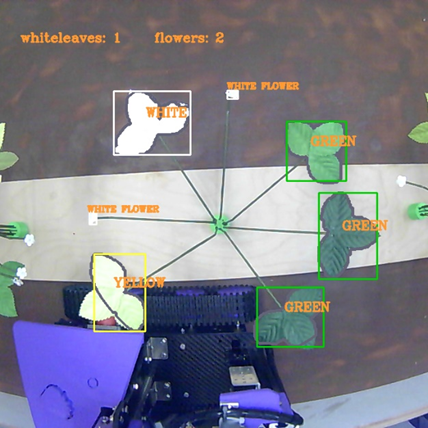 whiteleaves: 1 flowers: 2
WHITE FLOWER
WHITE
GREEN
WHITE FLOWER
GREEN
YELLOW
GREEN